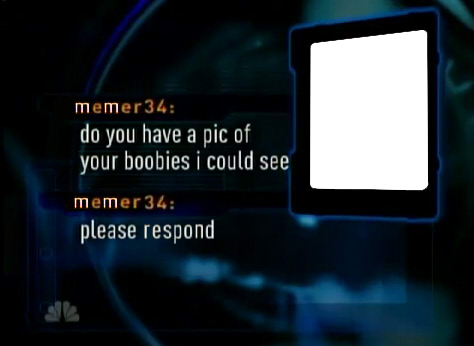 memer34:
do you have a pic of
your boobies i could see
memer34:
please respond